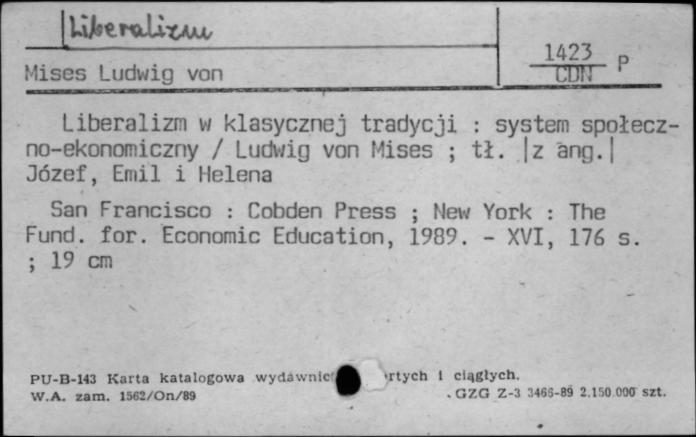 Liberalizm
1423 p
CDN
Mises Ludwig von
Liberalizm w klasycznej tradycji : system społecz-
no-ekonomiczny / Ludwig von Mises ; tł. |z ang.|
Józef, Emil i Helena
San Francisco : Cobden Press ; New York : The
Fund. for. Economic Education, 1989. - XVI, 176 s.
; 19 cm
PU-B-143 Karta katalogowa i ciągłych.
W.A. zam. 1562/On/89 GZG Z-3 3466-89 2.150.000 szt.